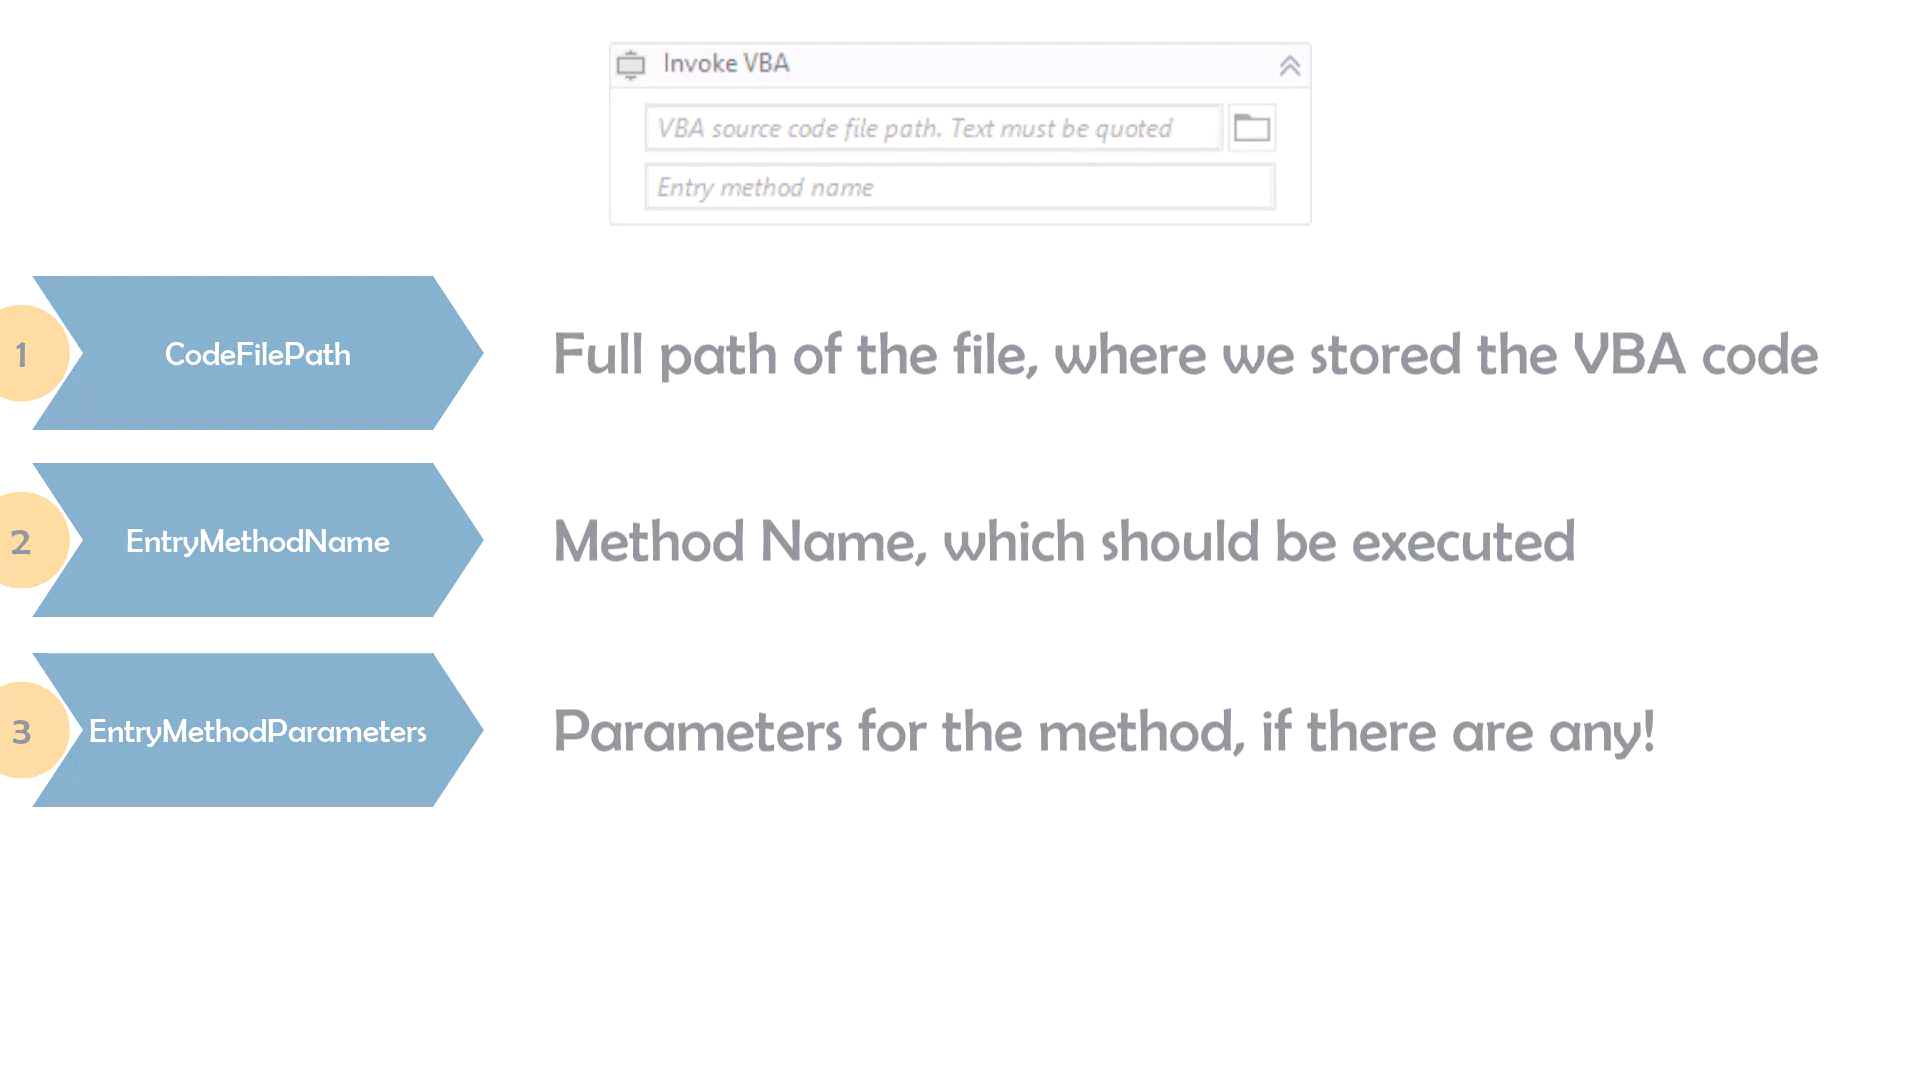 Invoke VBA
VBA source code file path. Text must be quoted
Entry method name
1
CodeFilePath
Full path of the file, where we stored the VBA code
2
EntryMethodName
Method Name, which should be executed
3
EntryMethodParameters
Parameters for the method, if there are any!